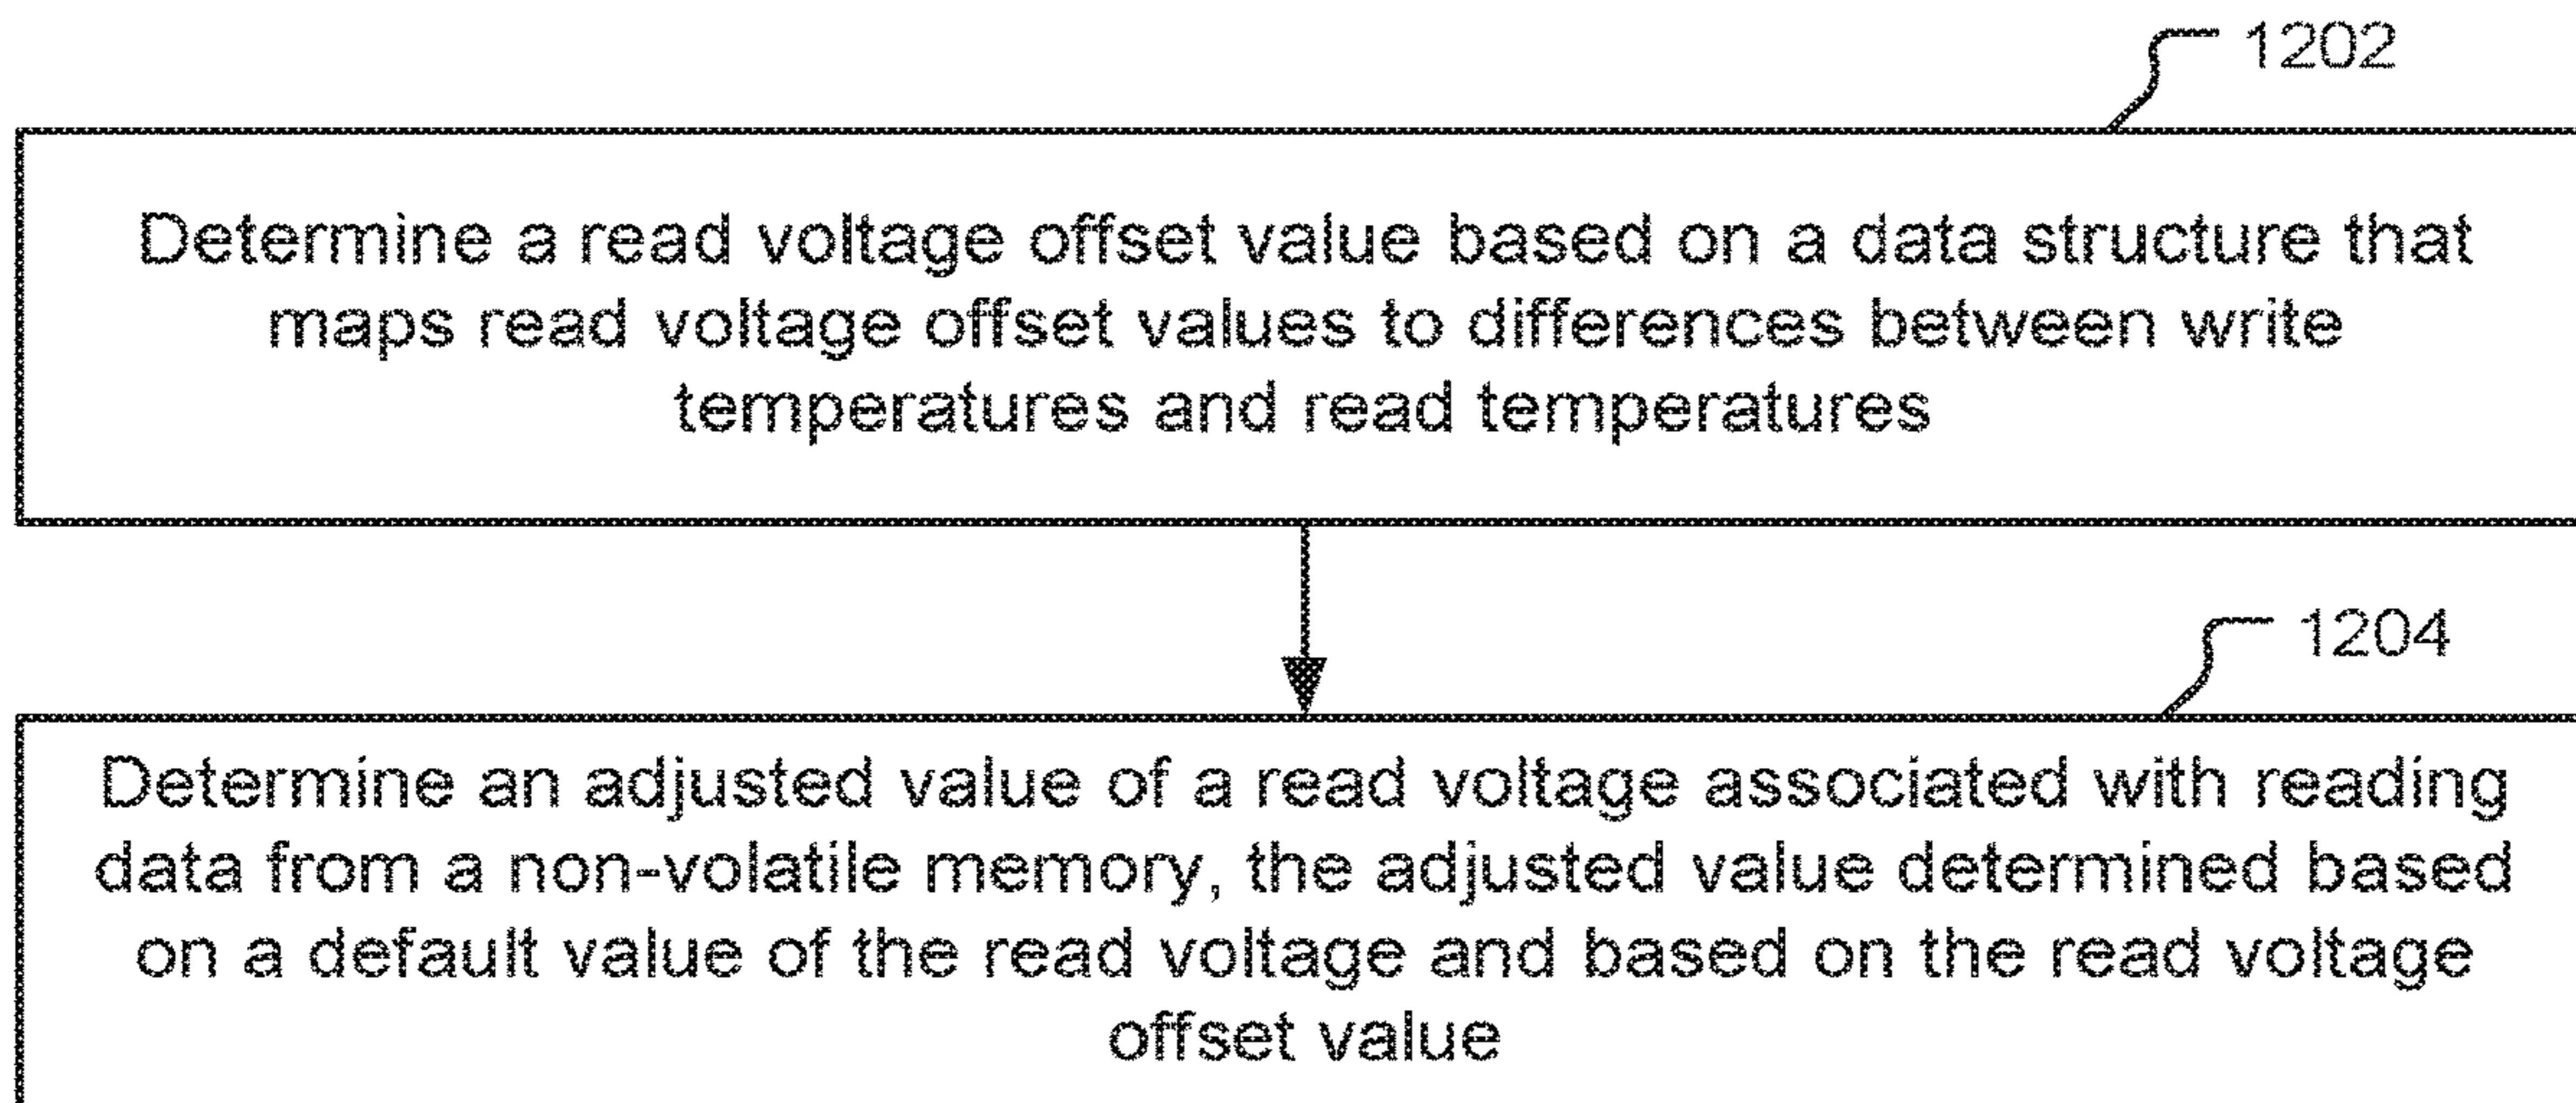 1202
Determine a read voltage offset value based on a data structure that
maps read voltage offset values to differences between write
temperatures and read temperatures
1204
Determine an adjusted value of a read voltage associated with reading
data from a non-volatile memory, the adjusted value determined based
on a default value of the read voltage and based on the read voltage
offset value